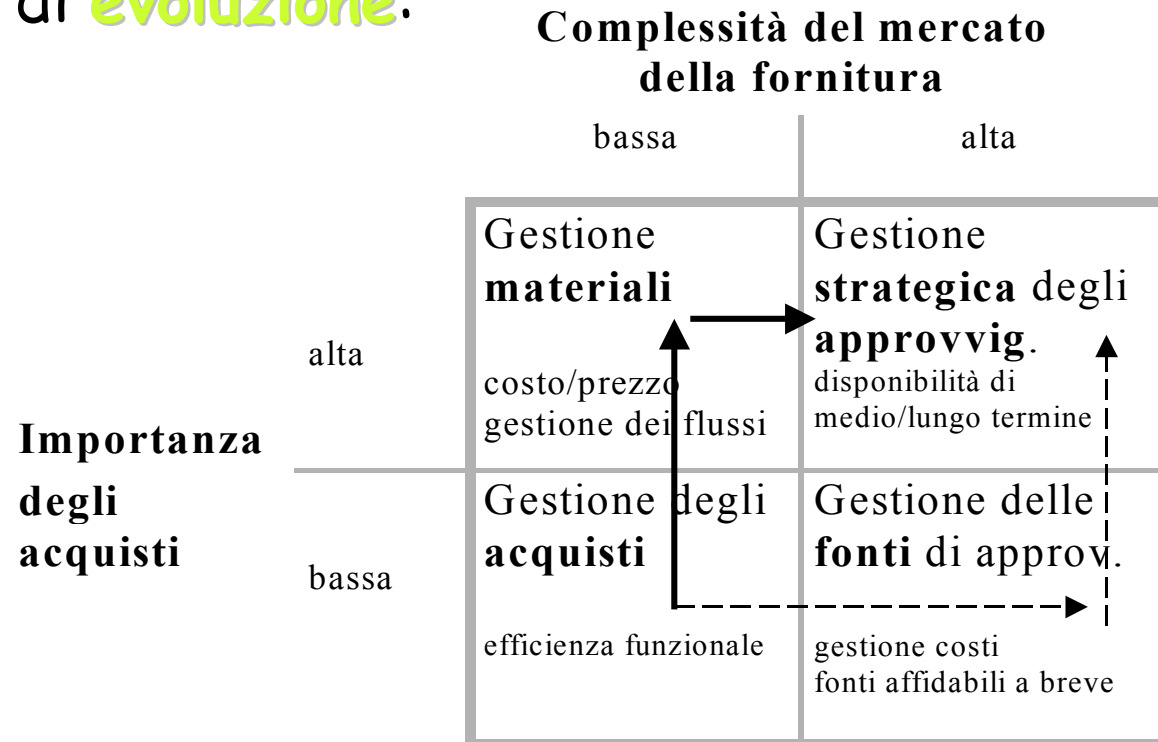 di evoluzione.
Complessità del mercato
della fornitura
bassa
alta
Gestione
materiali
costo/prezzo
gestione dei flussi
Gestione
strategica degli
approvvig.
disponibilità di
medio/lungo termine
alta
Importanza
degli
acquisti
bassa
Gestione degli
acquisti
efficienza funzionale
Gestione delle
fonti di approv.
gestione costi
fonti affidabili a breve